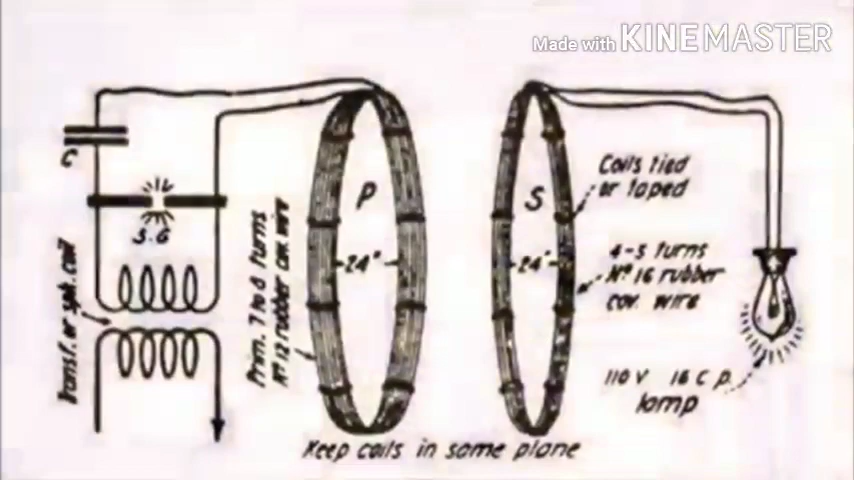 Made with KINEMASTER
C
S.G
Transf. or spk. coil
Prim. 7 to 8 turns
No 12 rubber cov. wire
P
24"
S
24"
Coils tied
or taped
4-5 turns
No 16 rubber
cov. wire
110 V 16 C.p.
lamp
Keep coils in same plane